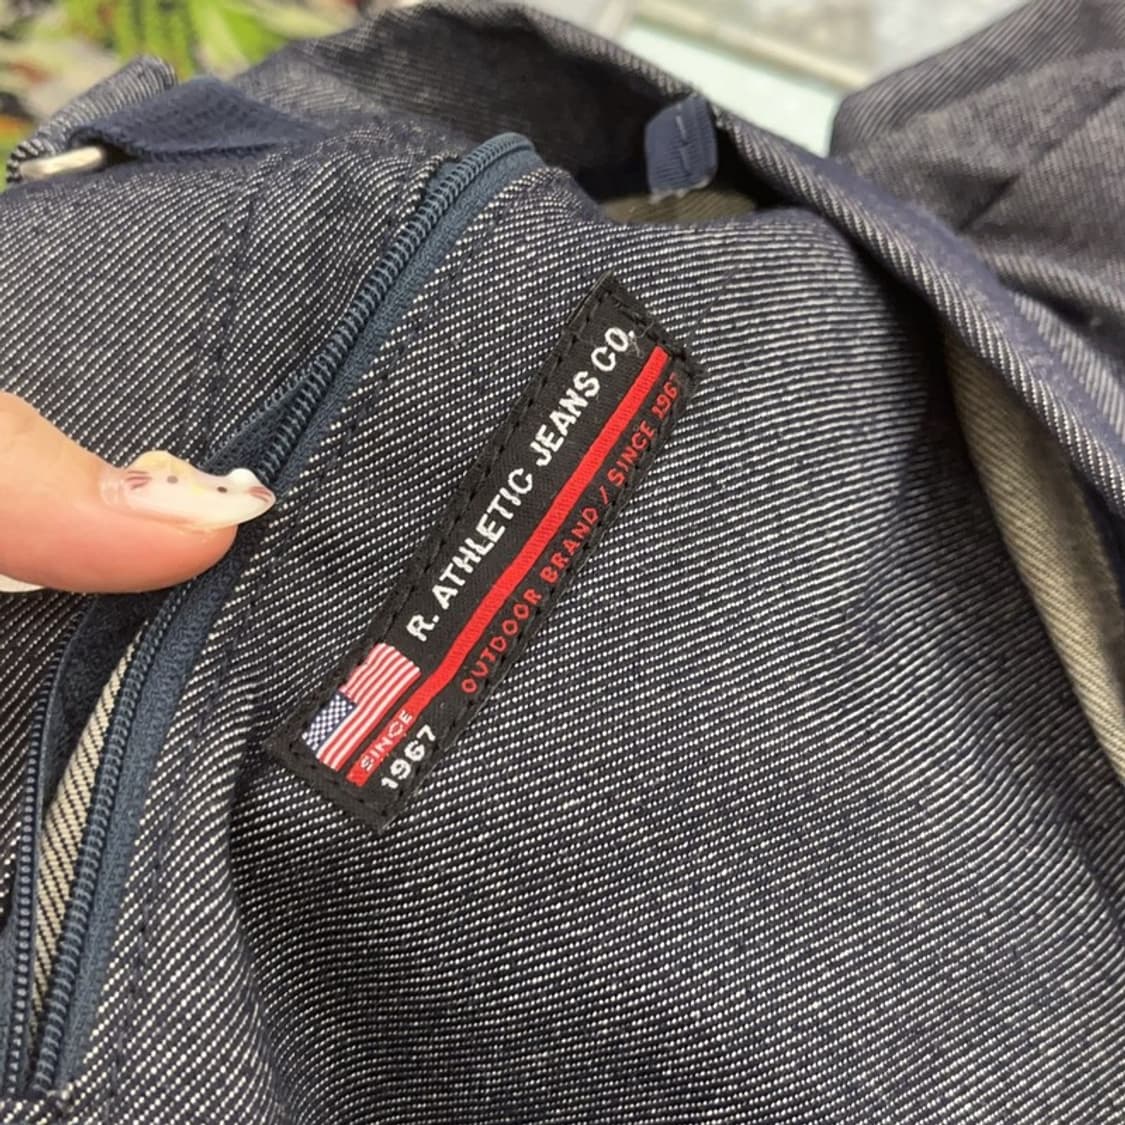 R. ATHLETIC JEANS CO.
OUTDOOR BRAND / SINCE 1967
SINCE
1967